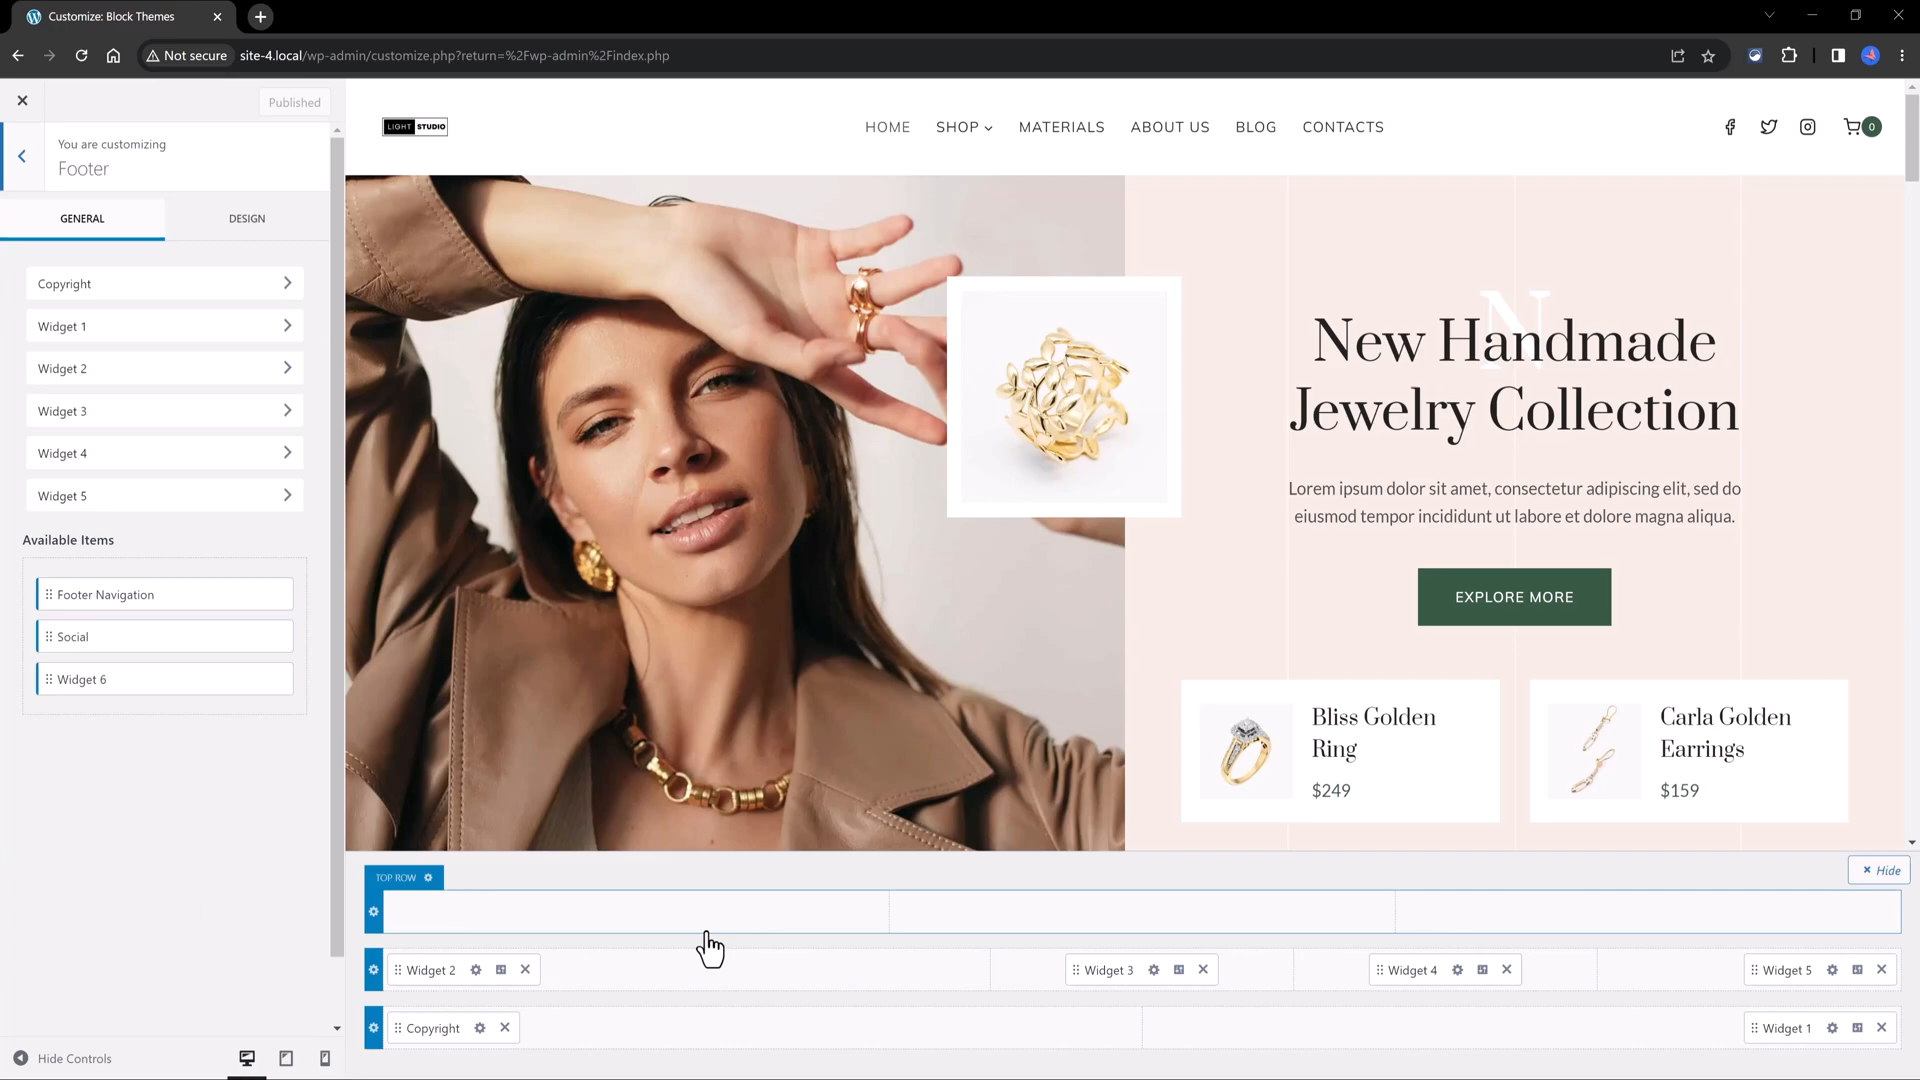 Customize: Block Themes
Not secure
site-4.local/wp-admin/customize.php?return=%2Fwp-admin%2Findex.php
Published
You are customizing
Footer
GENERAL
DESIGN
Copyright
Widget 1
Widget 2
Widget 3
Widget 4
Widget 5
Available Items
Footer Navigation
Social
Widget 6
Hide Controls
LIGHT STUDIO
HOME
SHOP
MATERIALS
ABOUT US
BLOG
CONTACTS
0
N
New Handmade
Jewelry Collection
Lorem ipsum dolor sit amet, consectetur adipiscing elit, sed do
eiusmod tempor incididunt ut labore et dolore magna aliqua.
EXPLORE MORE
Bliss Golden
Ring
$249
Carla Golden
Earrings
$159
Hide
TOP ROW
Widget 2
Widget 3
Widget 4
Widget 5
Copyright
Widget 1